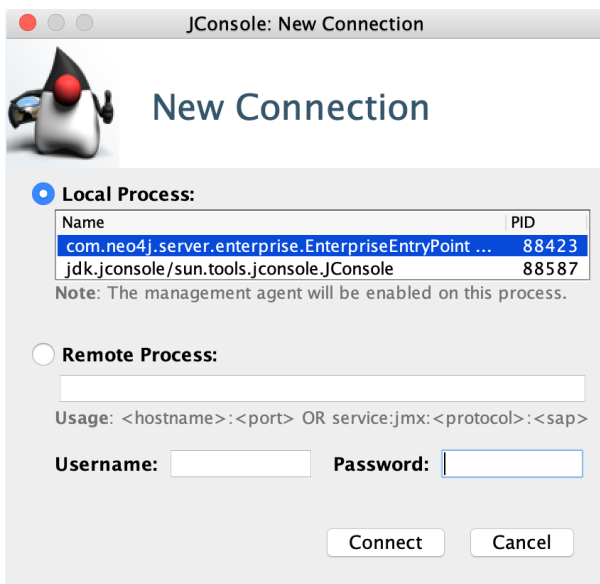 JConsole: New Connection
New Connection
Local Process:
Name PID
com.neo4j.server.enterprise.EnterpriseEntryPoint ... 88423
jdk.jconsole/sun.tools.jconsole.JConsole 88587
Note: The management agent will be enabled on this process.
Remote Process:
Usage: <hostname>:<port> OR service:jmx:<protocol>:<sap>
Username: Password:
Connect Cancel